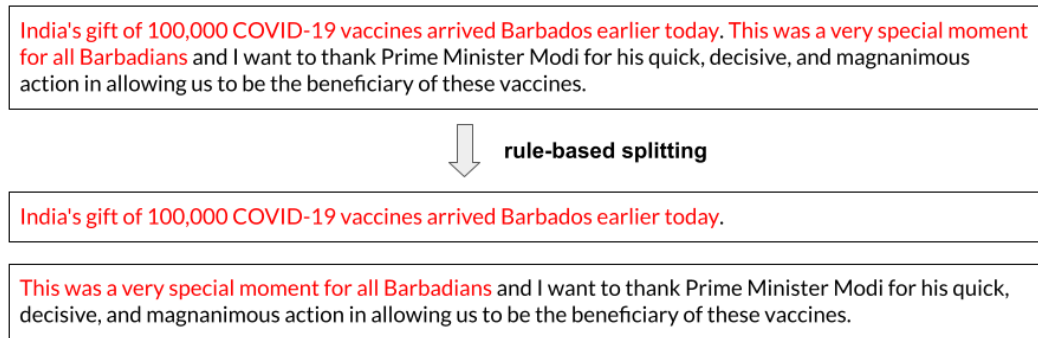 India's gift of 100,000 COVID-19 vaccines arrived Barbados earlier today. This was a very special moment
for all Barbadians and I want to thank Prime Minister Modi for his quick, decisive, and magnanimous
action in allowing us to be the beneficiary of these vaccines.
rule-based splitting
India's gift of 100,000 COVID-19 vaccines arrived Barbados earlier today.
This was a very special moment for all Barbadians and I want to thank Prime Minister Modi for his quick,
decisive, and magnanimous action in allowing us to be the beneficiary of these vaccines.